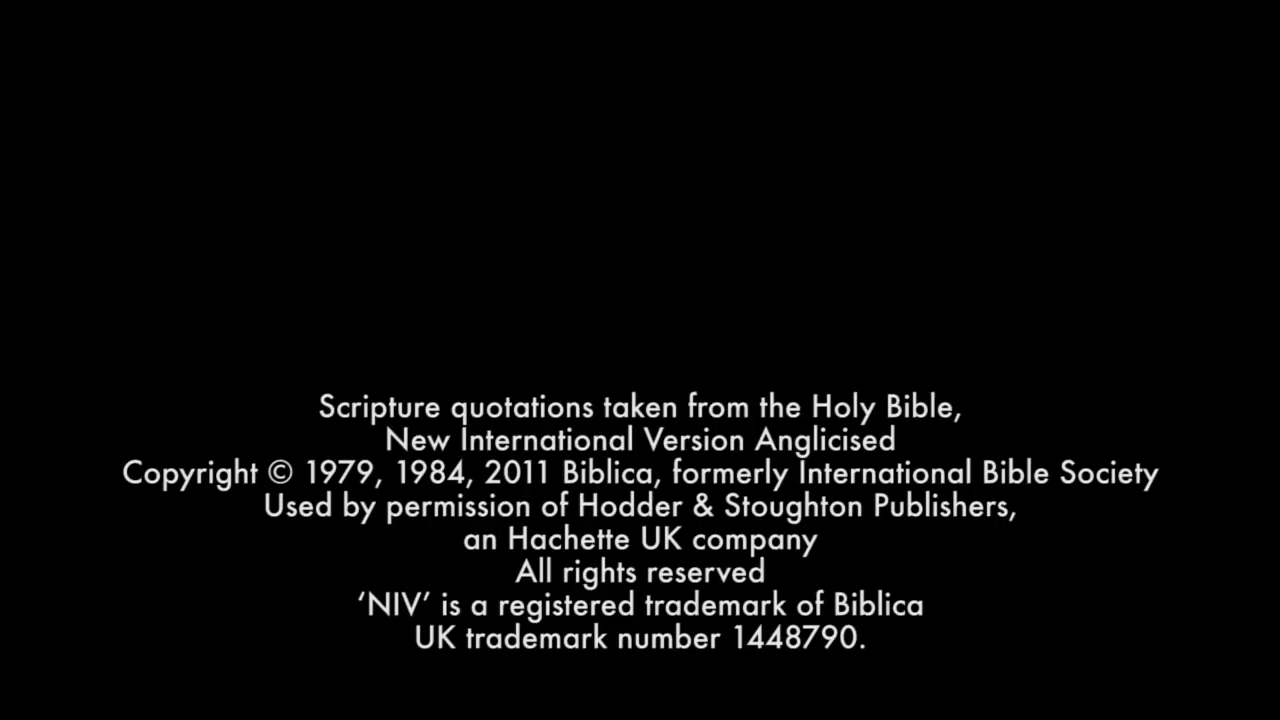 Scripture quotations taken from the Holy Bible,
New International Version Anglicised
Copyright © 1979, 1984, 2011 Biblica, formerly International Bible Society
Used by permission of Hodder & Stoughton Publishers,
an Hachette UK company
All rights reserved
‘NIV’ is a registered trademark of Biblica
UK trademark number 1448790.